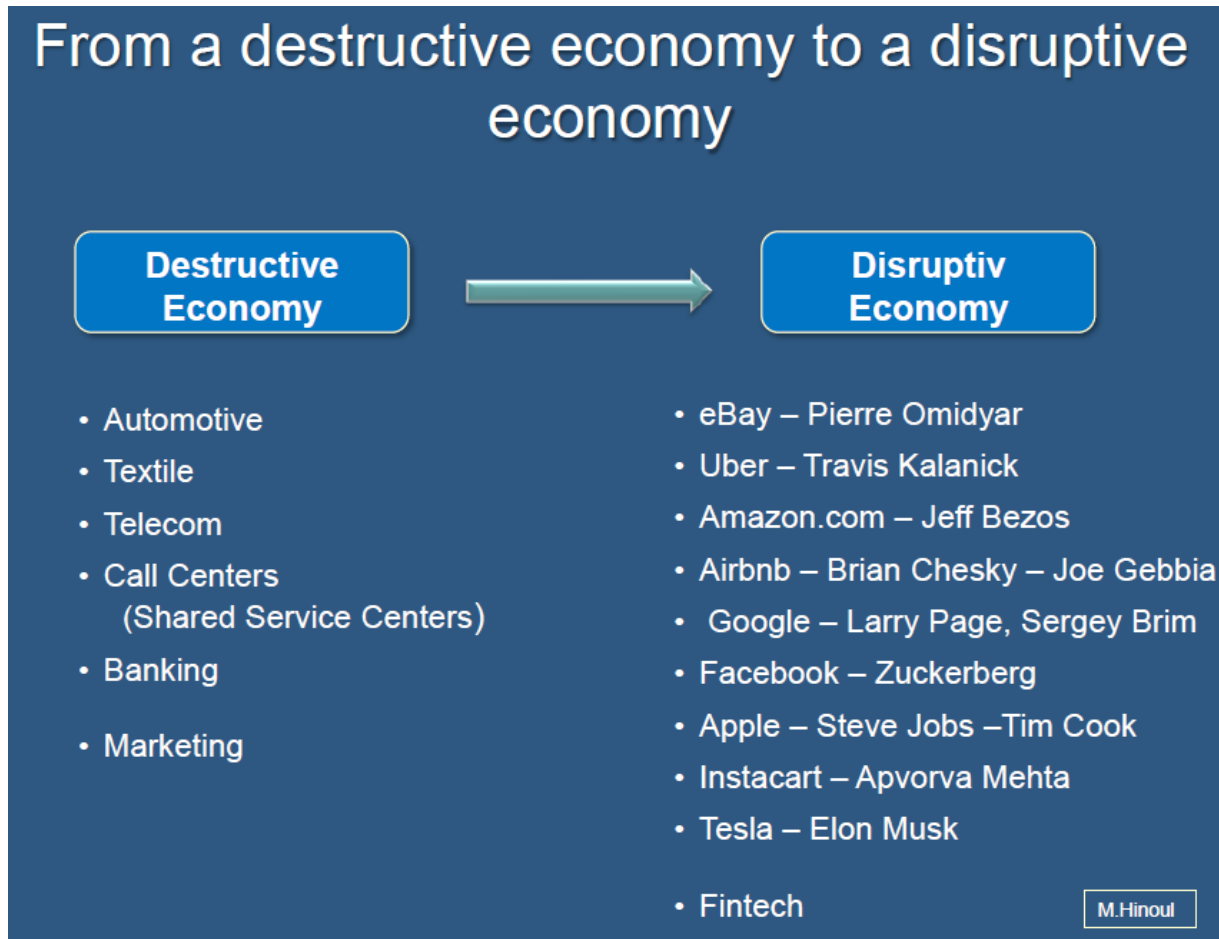 From a destructive economy to a disruptive
economy
Destructive
Economy
Disruptiv
Economy
• Automotive
• Textile
• Telecom
• Call Centers
(Shared Service Centers)
• Banking
• Marketing
• eBay – Pierre Omidyar
• Uber – Travis Kalanick
• Amazon.com – Jeff Bezos
• Airbnb – Brian Chesky – Joe Gebbia
• Google – Larry Page, Sergey Brim
• Facebook – Zuckerberg
• Apple – Steve Jobs –Tim Cook
• Instacart – Apvorva Mehta
• Tesla – Elon Musk
• Fintech
M.Hinoul